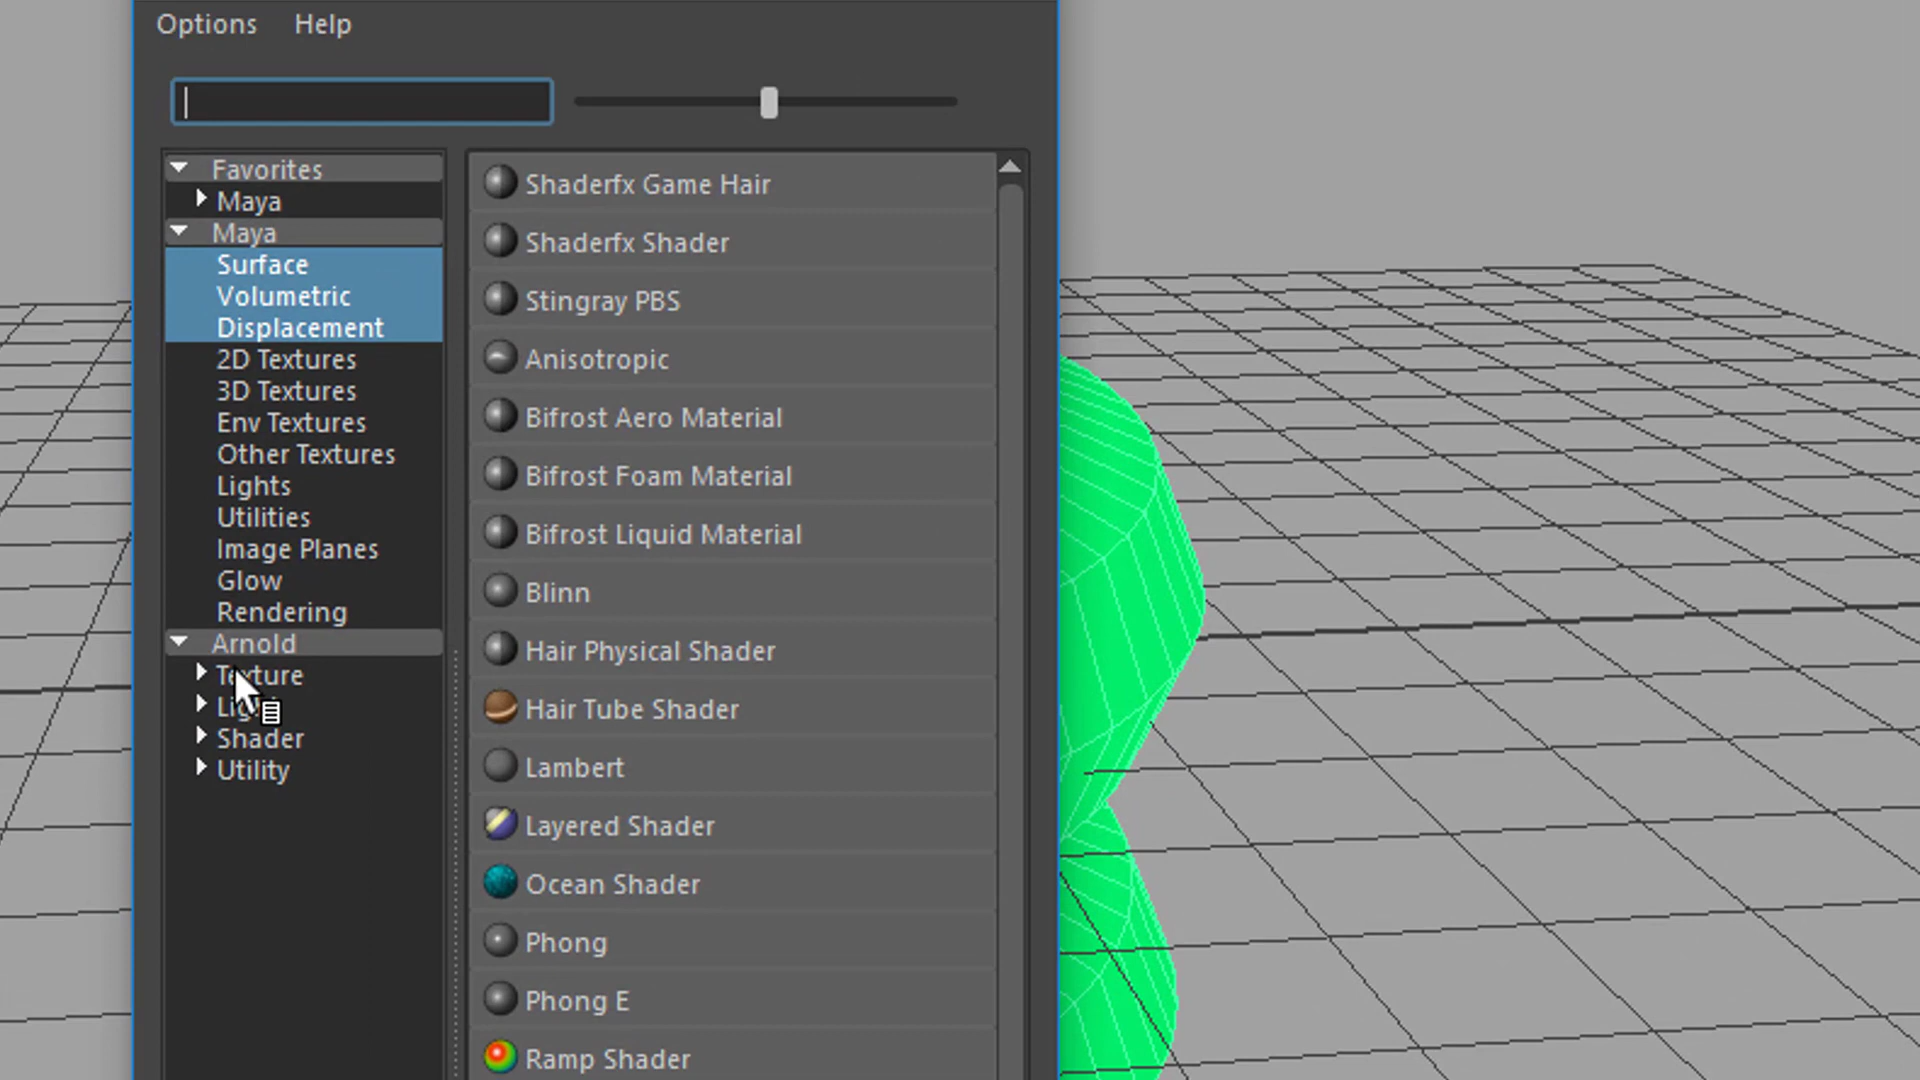 Options Help
Favorites
Maya
Maya
Surface
Volumetric
Displacement
2D Textures
3D Textures
Env Textures
Other Textures
Lights
Utilities
Image Planes
Glow
Rendering
Arnold
Texture
Shader
Utility
Shaderfx Game Hair
Shaderfx Shader
Stingray PBS
Anisotropic
Bifrost Aero Material
Bifrost Foam Material
Bifrost Liquid Material
Blinn
Hair Physical Shader
Hair Tube Shader
Lambert
Layered Shader
Ocean Shader
Phong
Phong E
Ramp Shader